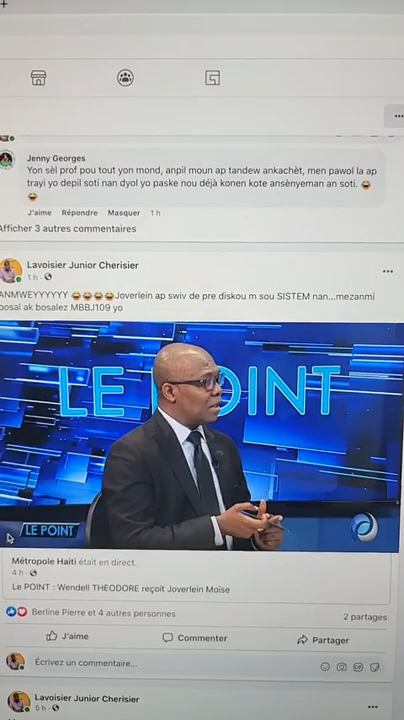 Jenny Georges
Yon sèl prof pou tout yon mond, anpil moun ap tandew ankachèt, men pawol la ap
trayi yo depil soti nan dyol yo paske nou déjà konen kote ansènyeman an soti. 😂
😂
J'aime Répondre Masquer 1 h
Afficher 3 autres commentaires
Lavoisier Junior Cherisier
1 h
ANMWEYYYYYY 😂😂😂😂Joverlein ap swiv de pre diskou m sou SISTEM nan...mezanmi
bosal ak bosalez MBBJ109 yo
LE POINT
LE POINT
Métropole Haiti était en direct.
4 h
Le POINT : Wendell THEODORE reçoit Joverlein Moïse
Berline Pierre et 4 autres personnes
2 partages
J'aime Commenter Partager
Écrivez un commentaire...
GIF
Lavoisier Junior Cherisier
5 h